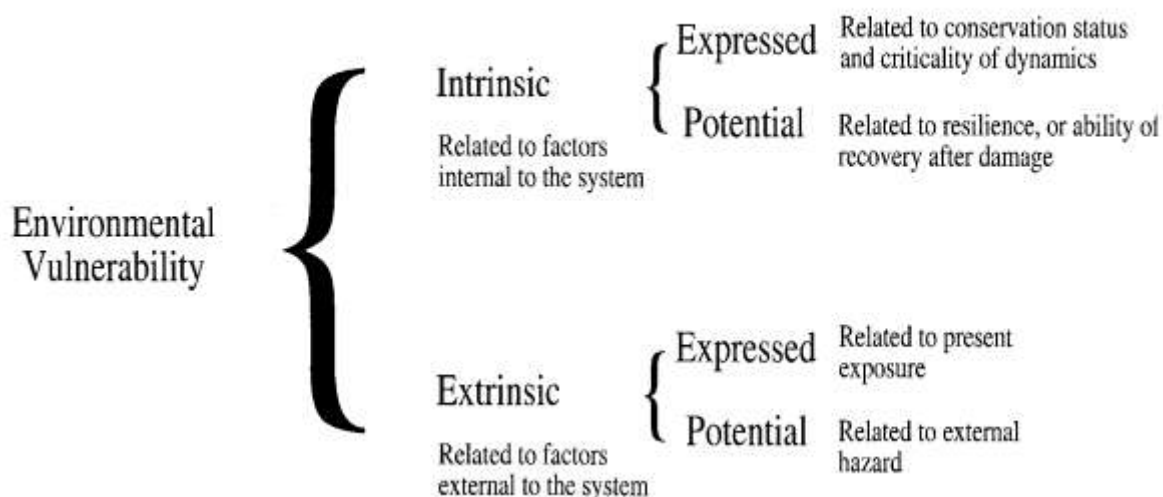 Environmental
Vulnerability
Intrinsic
Related to factors
internal to the system
Expressed
Related to conservation status
and criticality of dynamics
Potential
Related to resilience, or ability of
recovery after damage
Extrinsic
Related to factors
external to the system
Expressed
Related to present
exposure
Potential
Related to external
hazard